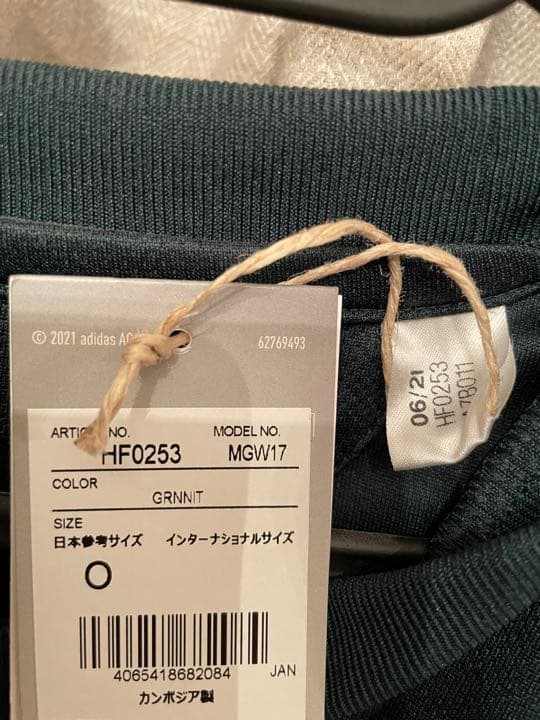 © 2021 adidas AG
62769493
ARTICLE NO. MODEL NO.
HF0253 MGW17
COLOR
GRNNIT
SIZE
日本参考サイズ インターナショナルサイズ
O
4065418682084 JAN
カンボジア製
06/21
HF0253